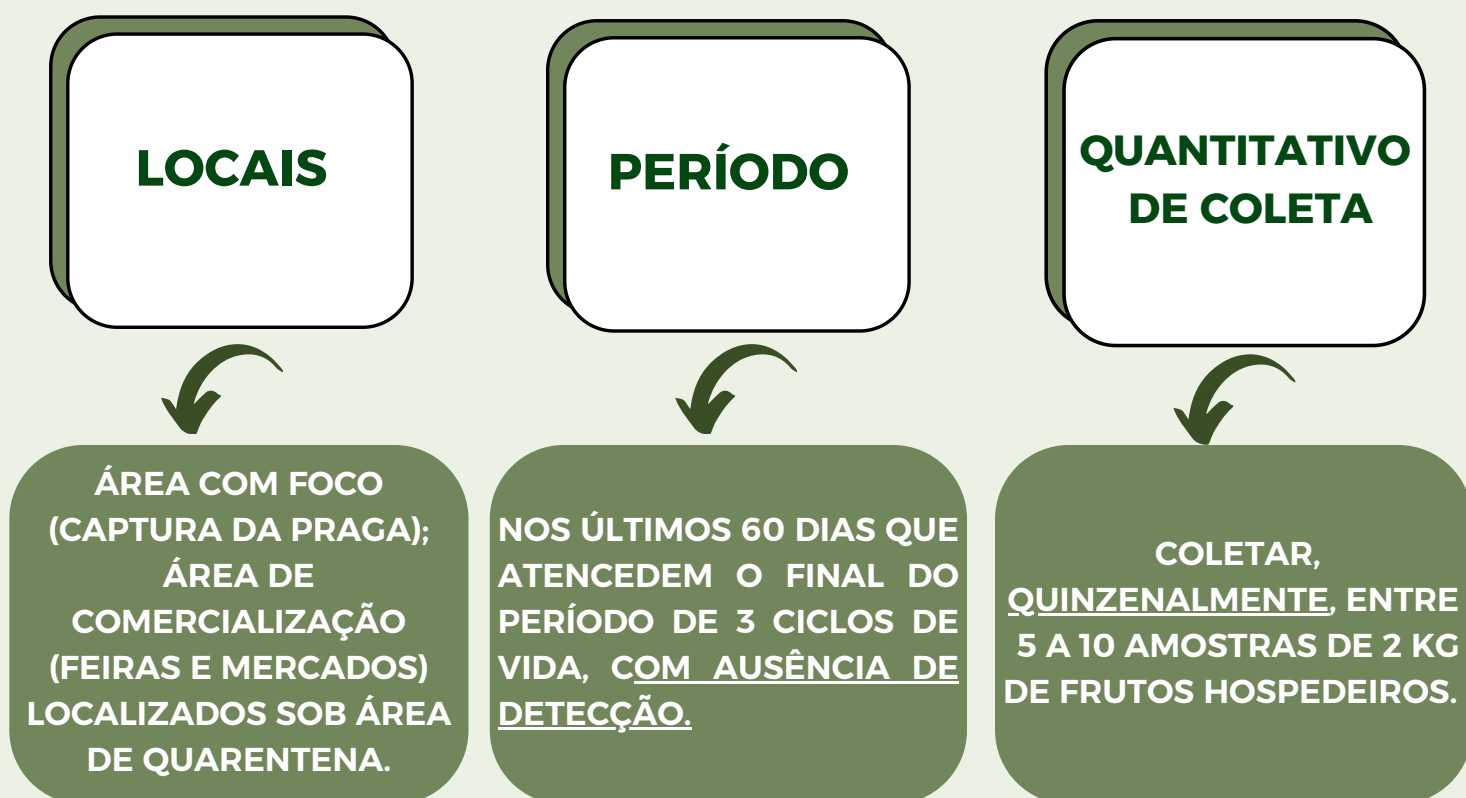 LOCAIS
ÁREA COM FOCO
(CAPTURA DA PRAGA);
ÁREA DE
COMERCIALIZAÇÃO
(FEIRAS E MERCADOS)
LOCALIZADOS SOB ÁREA
DE QUARENTENA.
PERÍODO
NOS ÚLTIMOS 60 DIAS QUE
ATENCEDEM O FINAL DO
PERÍODO DE 3 CICLOS DE
VIDA, COM AUSÊNCIA DE
DETECÇÃO.
QUANTITATIVO
DE COLETA
COLETAR,
QUINZENALMENTE, ENTRE
5 A 10 AMOSTRAS DE 2 KG
DE FRUTOS HOSPEDEIROS.